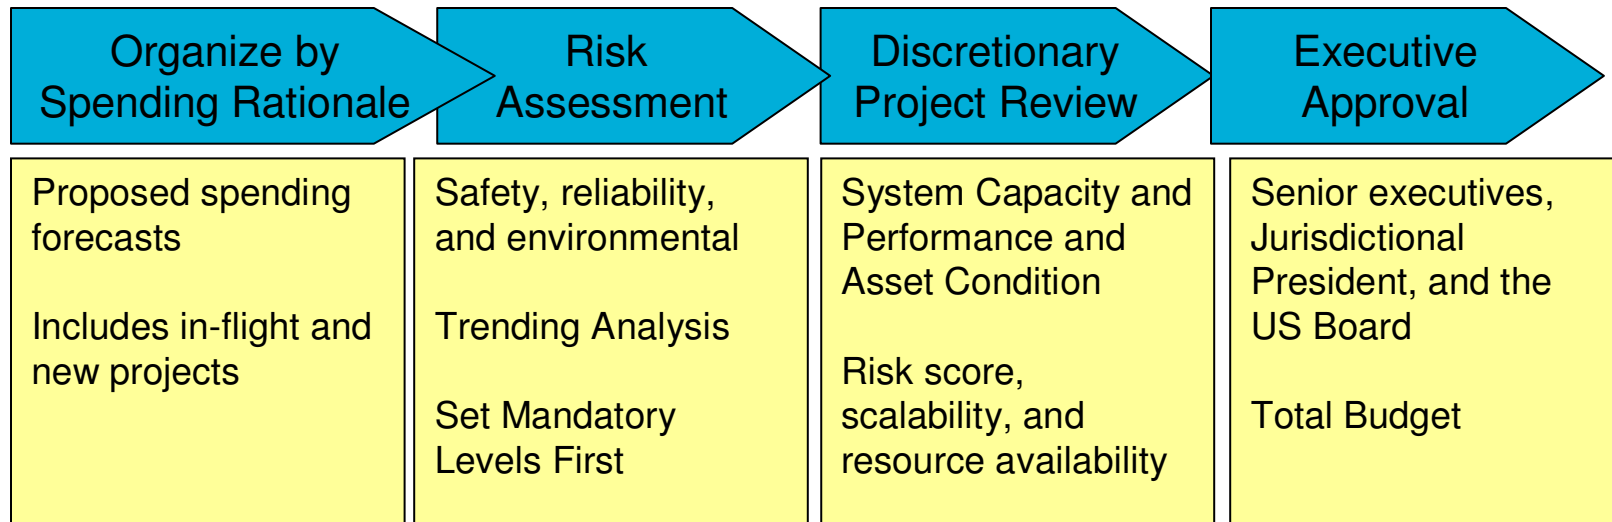 Organize by
Spending Rationale
Risk
Assessment
Discretionary
Project Review
Executive
Approval
Proposed spending
forecasts
Includes in-flight and
new projects
Safety, reliability,
and environmental
Trending Analysis
Set Mandatory
Levels First
System Capacity and
Performance and
Asset Condition
Risk score,
scalability, and
resource availability
Senior executives,
Jurisdictional
President, and the
US Board
Total Budget